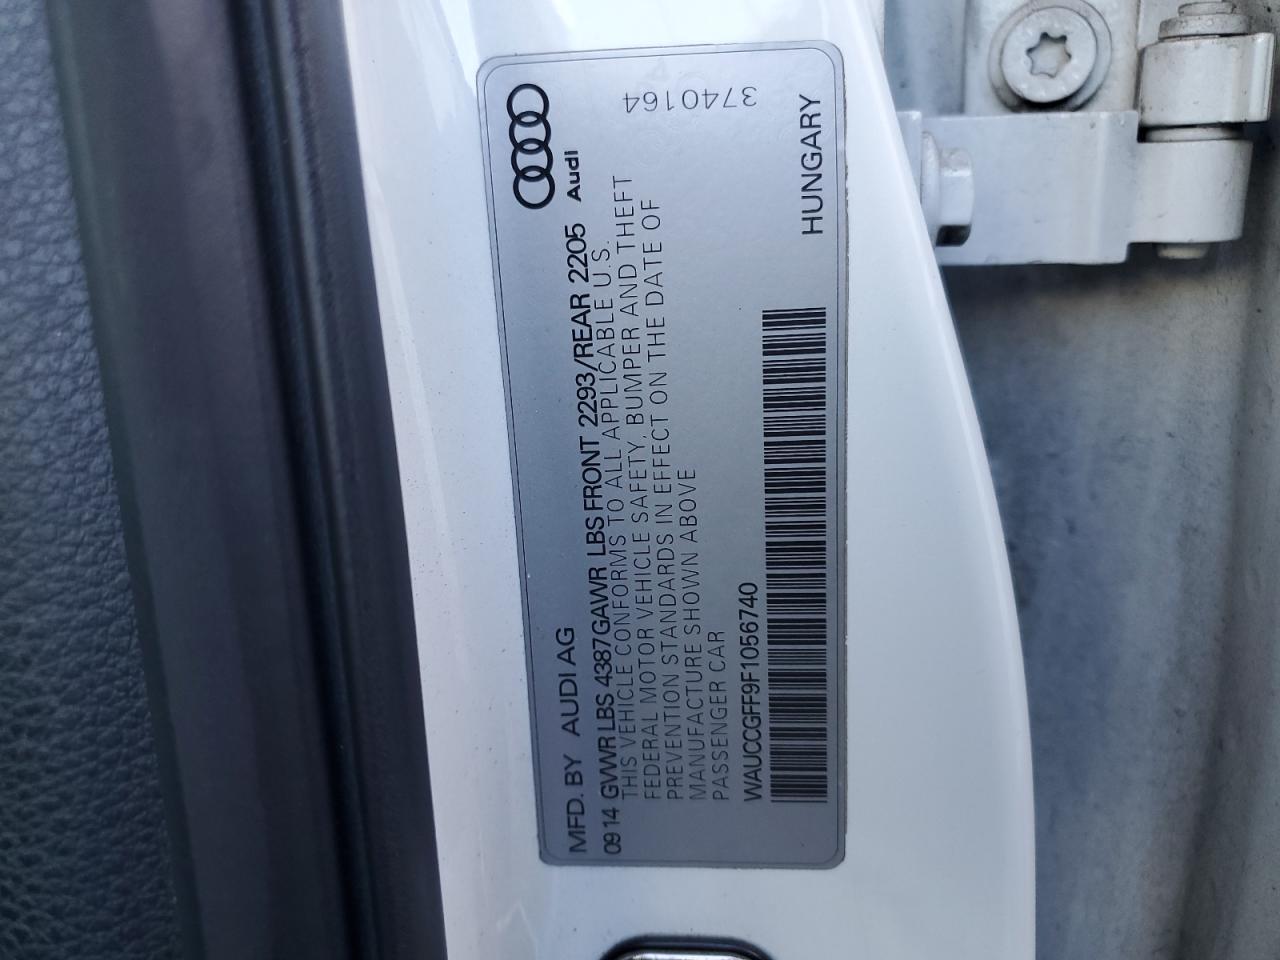 MFD. BY AUDI AG
Audi
0914 GVWR LBS 4387 GAWR LBS FRONT 2293/REAR 2205
THIS VEHICLE CONFORMS TO ALL APPLICABLE U.S.
FEDERAL MOTOR VEHICLE SAFETY, BUMPER AND THEFT
PREVENTION STANDARDS IN EFFECT ON THE DATE OF
MANUFACTURE SHOWN ABOVE
PASSENGER CAR
WAUCCGFF9F1056740
HUNGARY
3740164